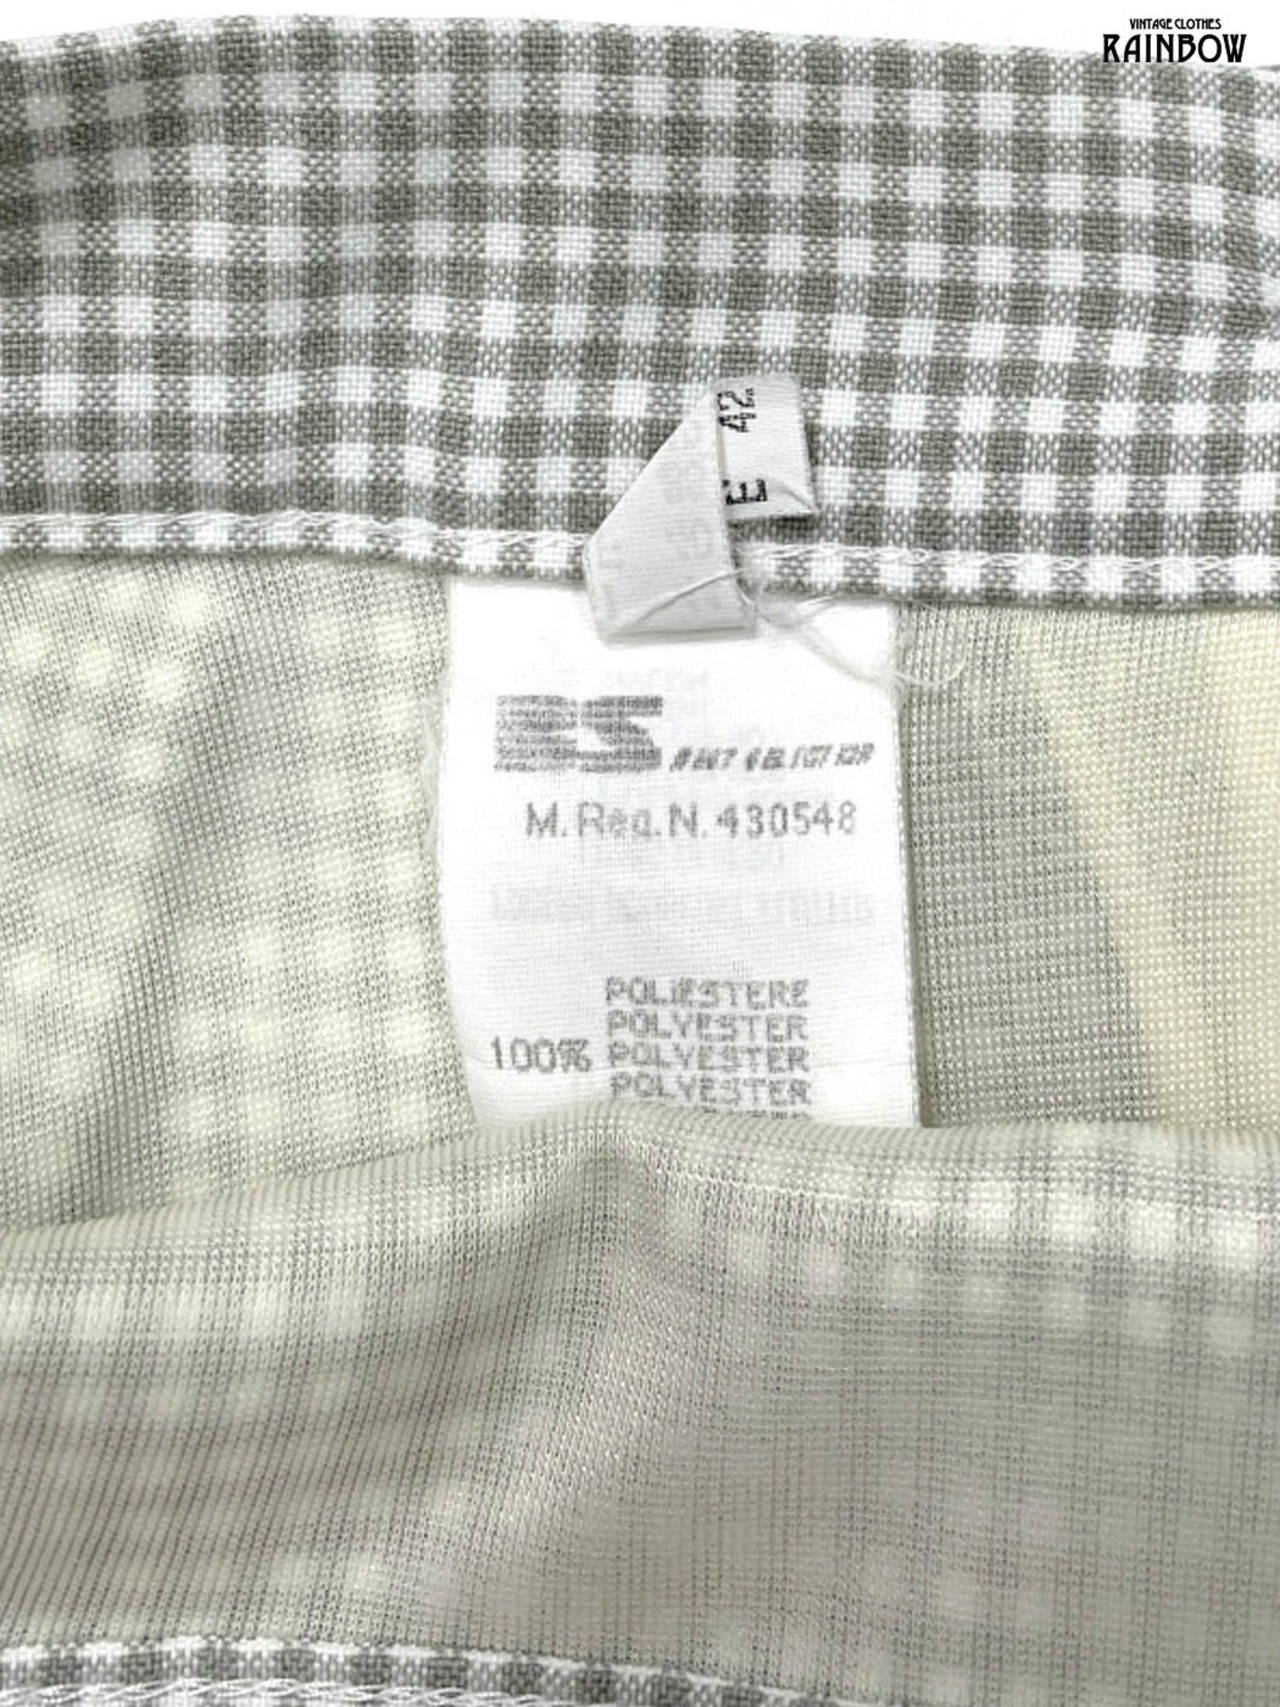 VINTAGE CLOTHES
RAINBOW
42
E
M. Reg. N. 430548
POLIESTERE
POLYESTER
100% POLYESTER
POLYESTER